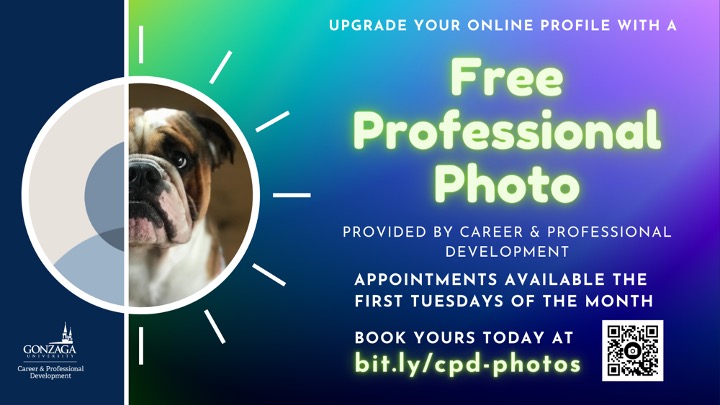 UPGRADE YOUR ONLINE PROFILE WITH A
Free
Professional
Photo
PROVIDED BY CAREER & PROFESSIONAL
DEVELOPMENT
APPOINTMENTS AVAILABLE THE
FIRST TUESDAYS OF THE MONTH
BOOK YOURS TODAY AT
bit.ly/cpd-photos
GONZAGA
UNIVERSITY
Career & Professional
Development